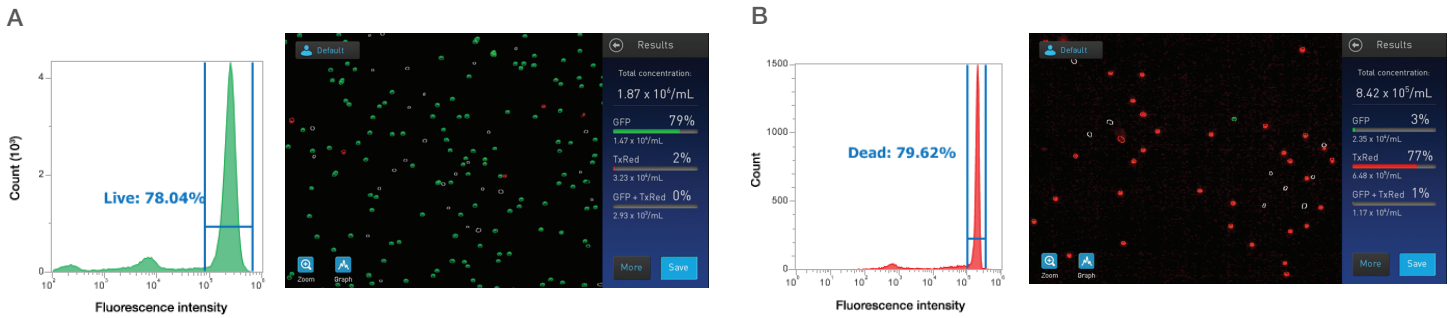 A
Count (10³)
4
2
0
Live: 78.04%
10² 10³ 10⁴ 10⁵ 10⁶
Fluorescence intensity
Default
Zoom
Graph
Results
Total concentration:
1.87 x 10⁶/mL
GFP 79%
1.47 x 10⁶/mL
TxRed 2%
3.23 x 10⁴/mL
GFP + TxRed 0%
2.93 x 10³/mL
More
Save
B
Count
1500
1000
500
0
Dead: 79.62%
10⁰ 10¹ 10² 10³ 10⁴ 10⁵ 10⁶
Fluorescence intensity
Default
Zoom
Graph
Results
Total concentration:
8.42 x 10⁵/mL
GFP 3%
2.35 x 10⁴/mL
TxRed 77%
6.48 x 10⁵/mL
GFP + TxRed 1%
1.17 x 10⁴/mL
More
Save